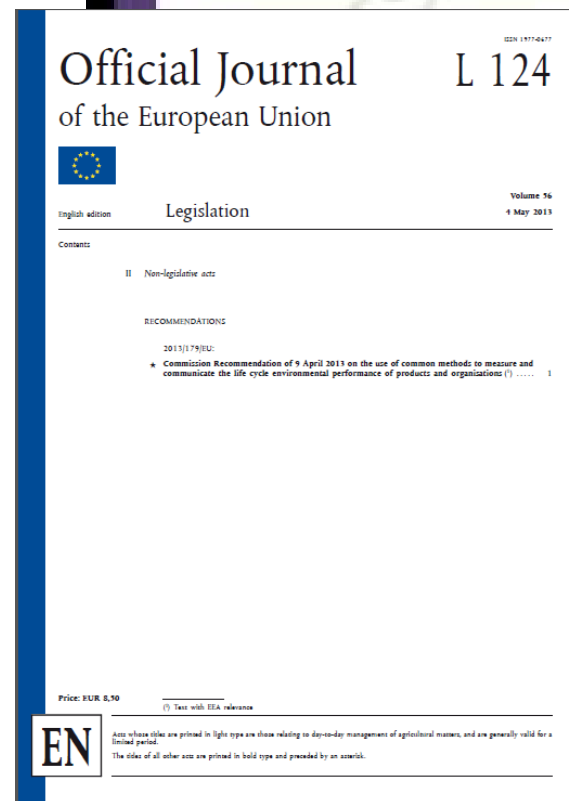 ISSN 1977-0677
Official Journal
L 124
of the European Union
Volume 56
English edition
Legislation
4 May 2013
Contents
II Non-legislative acts
RECOMMENDATIONS
2013/179/EU:
★ Commission Recommendation of 9 April 2013 on the use of common methods to measure and
communicate the life cycle environmental performance of products and organisations (¹) ..... 1
Price: EUR 8,50
(¹) Text with EEA relevance
EN
Acts whose titles are printed in light type are those relating to day-to-day management of agricultural matters, and are generally valid for a
limited period.
The titles of all other acts are printed in bold type and preceded by an asterisk.